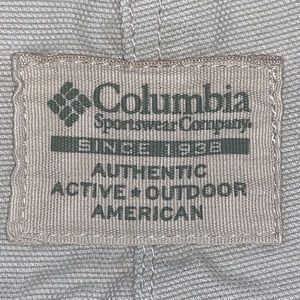 Columbia
Sportswear Company
SINCE 1938
AUTHENTIC
ACTIVE★OUTDOOR
AMERICAN